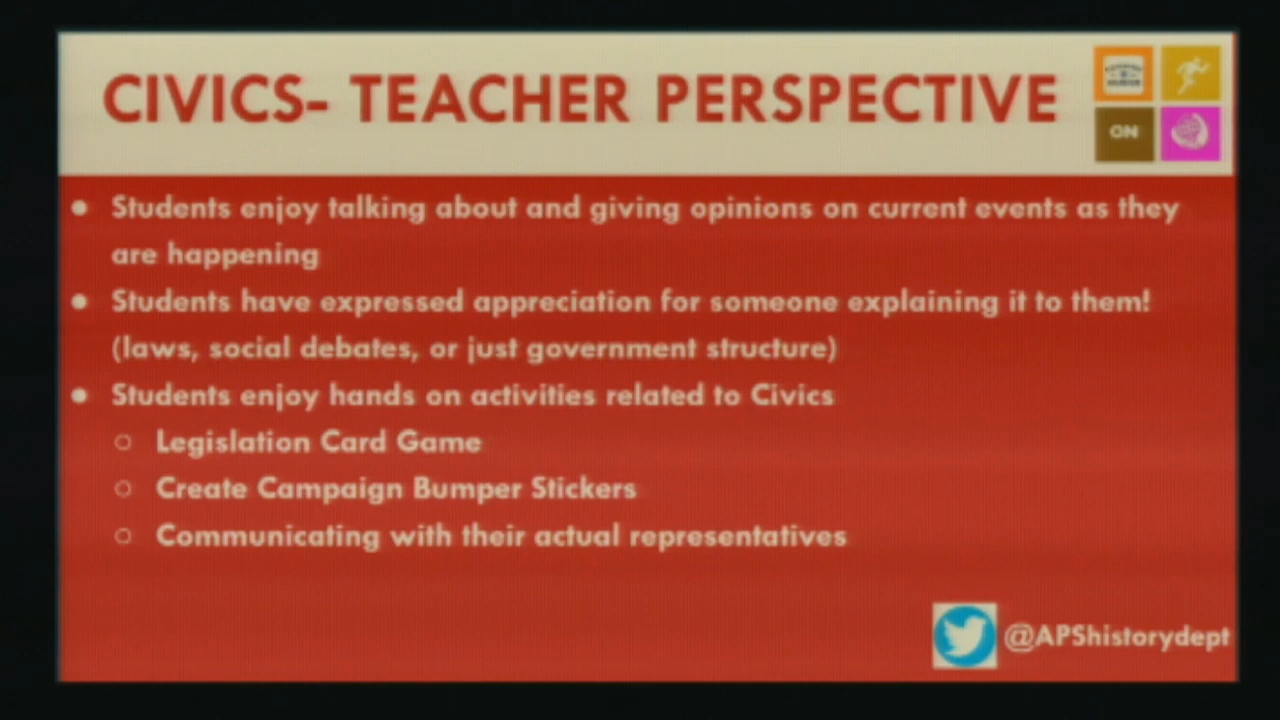 CIVICS- TEACHER PERSPECTIVE
ON
● Students enjoy talking about and giving opinions on current events as they
are happening
● Students have expressed appreciation for someone explaining it to them!
(laws, social debates, or just government structure)
● Students enjoy hands on activities related to Civics
○ Legislation Card Game
○ Create Campaign Bumper Stickers
○ Communicating with their actual representatives
@APShistorydept